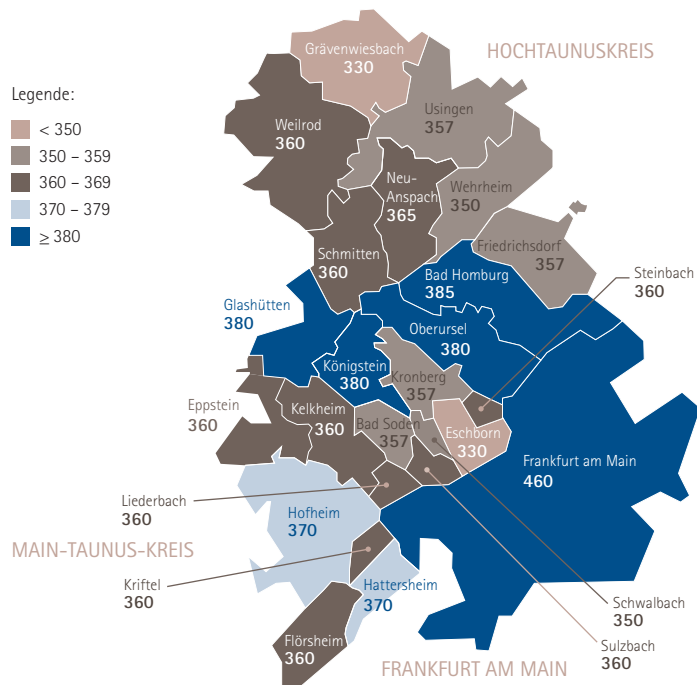 Grävenwiesbach
330
HOCHTAUNUSKREIS
Legende:
< 350
350 – 359
360 – 369
370 – 379
≥ 380
Usingen
357
Weilrod
360
Neu-
Anspach
365
Wehrheim
350
Schmitten
360
Friedrichsdorf
357
Bad Homburg
385
Steinbach
360
Glashütten
380
Oberursel
380
Königstein
380
Kronberg
357
Eppstein
360
Kelkheim
360
Bad Soden
357
Eschborn
330
Frankfurt am Main
460
Liederbach
360
Hofheim
370
MAIN-TAUNUS-KREIS
Kriftel
360
Hattersheim
370
Schwalbach
350
Flörsheim
360
Sulzbach
360
FRANKFURT AM MAIN